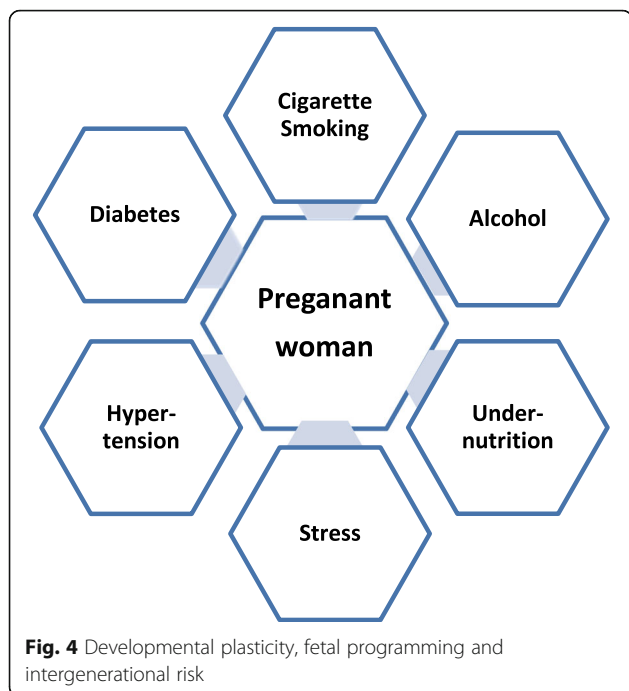 Cigarette
Smoking
Diabetes
Alcohol
Preganant
woman
Hyper-
tension
Under-
nutrition
Stress
Fig. 4 Developmental plasticity, fetal programming and
intergenerational risk